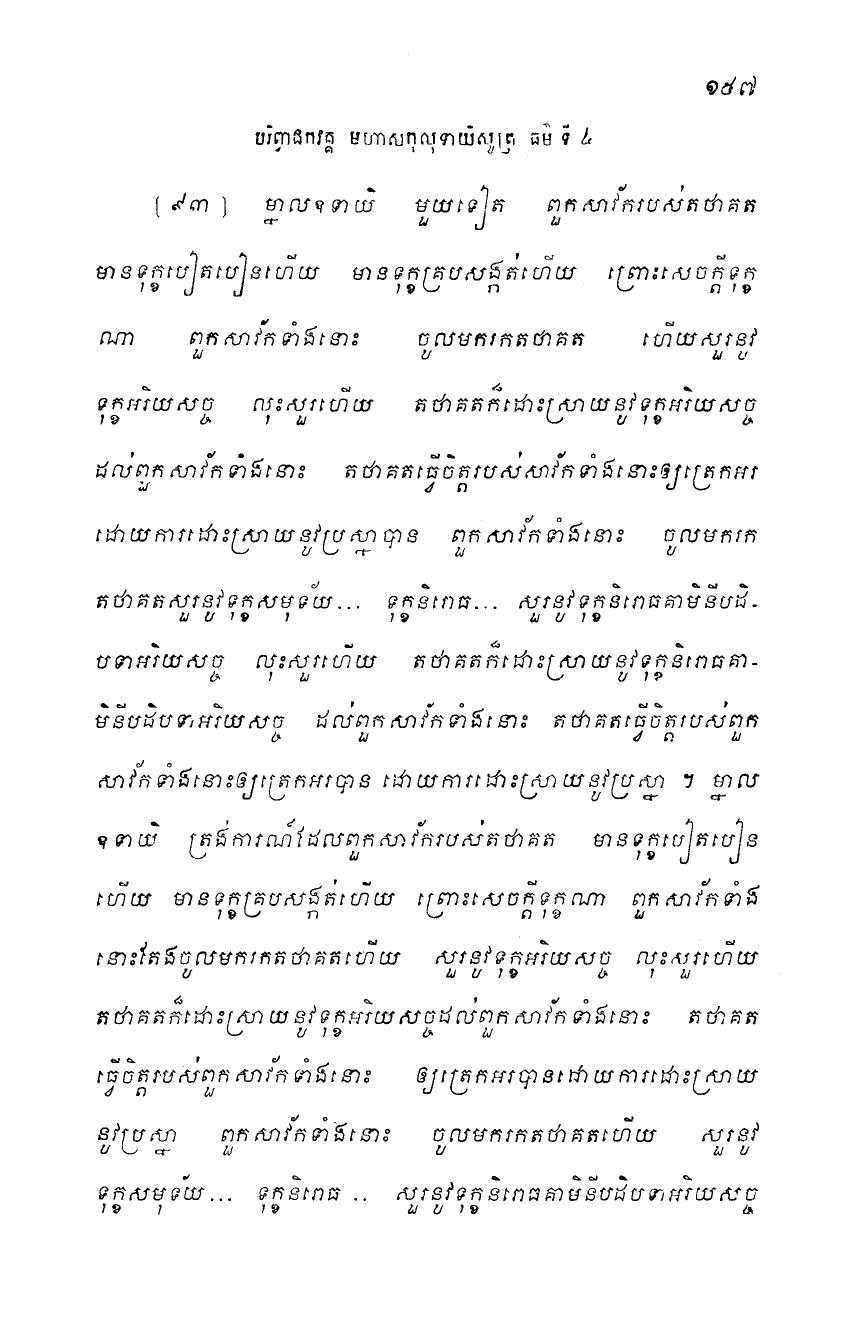 ១៥៧
បរិព្វាជកវគ្គ មហាសកុលុទាយិសូត្រ ធម៌ ទី ៤
[៩៣] ម្នាលឧទាយិ មួយទៀត ពួកសាវ័ករបស់តថាគត
មានទុក្ខបៀតបៀនហើយ មានទុក្ខគ្របសង្កត់ហើយ ព្រោះសេចក្តីទុក្ខ
ណា ពួកសាវ័កទាំងនោះ ចូលមករកតថាគត ហើយសួរនូវ
ទុក្ខអរិយសច្ច លុះសួរហើយ តថាគតក៏ដោះស្រាយនូវទុក្ខអរិយសច្ច
ដល់ពួកសាវ័កទាំងនោះ តថាគតធ្វើចិត្តរបស់សាវ័កទាំងនោះឲ្យត្រេកអរ
ដោយការដោះស្រាយនូវប្រស្នាបាន ពួកសាវ័កទាំងនោះ ចូលមករក
តថាគតសួរនូវទុក្ខសមុទយ័... ទុក្ខនិរោធ... សួរនូវទុក្ខនិរោធគាមិនីបដិ-
បទាអរិយសច្ច លុះសួរហើយ តថាគតក៏ដោះស្រាយនូវទុក្ខនិរោធគា-
មិនីបដិបទាអរិយសច្ច ដល់ពួកសាវ័កទាំងនោះ តថាគតធ្វើចិត្តរបស់ពួក
សាវ័កទាំងនោះឲ្យត្រេកអរបាន ដោយការដោះស្រាយនូវប្រស្នា ។ ម្នាល
ឧទាយិ ត្រង់ការណ៍ដែលពួកសាវ័ករបស់តថាគត មានទុក្ខបៀតបៀន
ហើយ មានទុក្ខគ្របសង្កត់ហើយ ព្រោះសេចក្តីទុក្ខណា ពួកសាវ័កទាំង
នោះតែងចូលមករកតថាគតហើយ សួរនូវទុក្ខអរិយសច្ច លុះសួរហើយ
តថាគតក៏ដោះស្រាយនូវទុក្ខអរិយសច្ចដល់ពួកសាវ័កទាំងនោះ តថាគត
ធ្វើចិត្តរបស់ពួកសាវ័កទាំងនោះ ឲ្យត្រេកអរបានដោយការដោះស្រាយ
នូវប្រស្នា ពួកសាវ័កទាំងនោះ ចូលមករកតថាគតហើយ សួរនូវ
ទុក្ខសមុទយ័... ទុក្ខនិរោធ .. សួរនូវទុក្ខនិរោធគាមិនីបដិបទាអរិយសច្ច